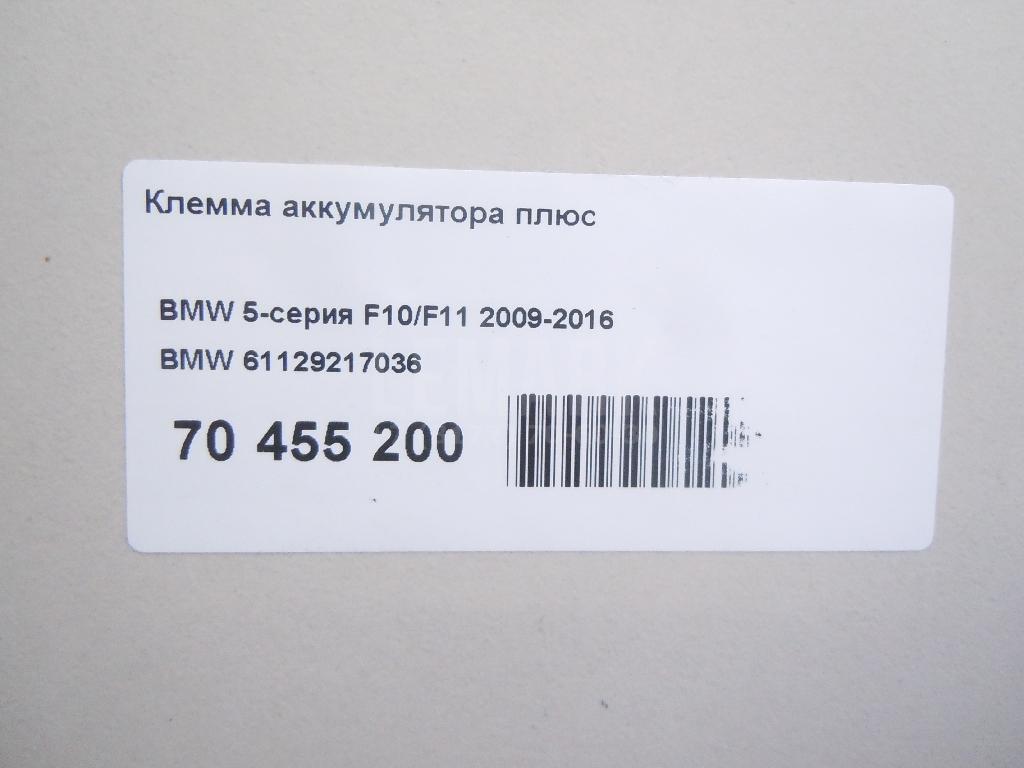 Клемма аккумулятора плюс
BMW 5-серия F10/F11 2009-2016
BMW 61129217036
70 455 200